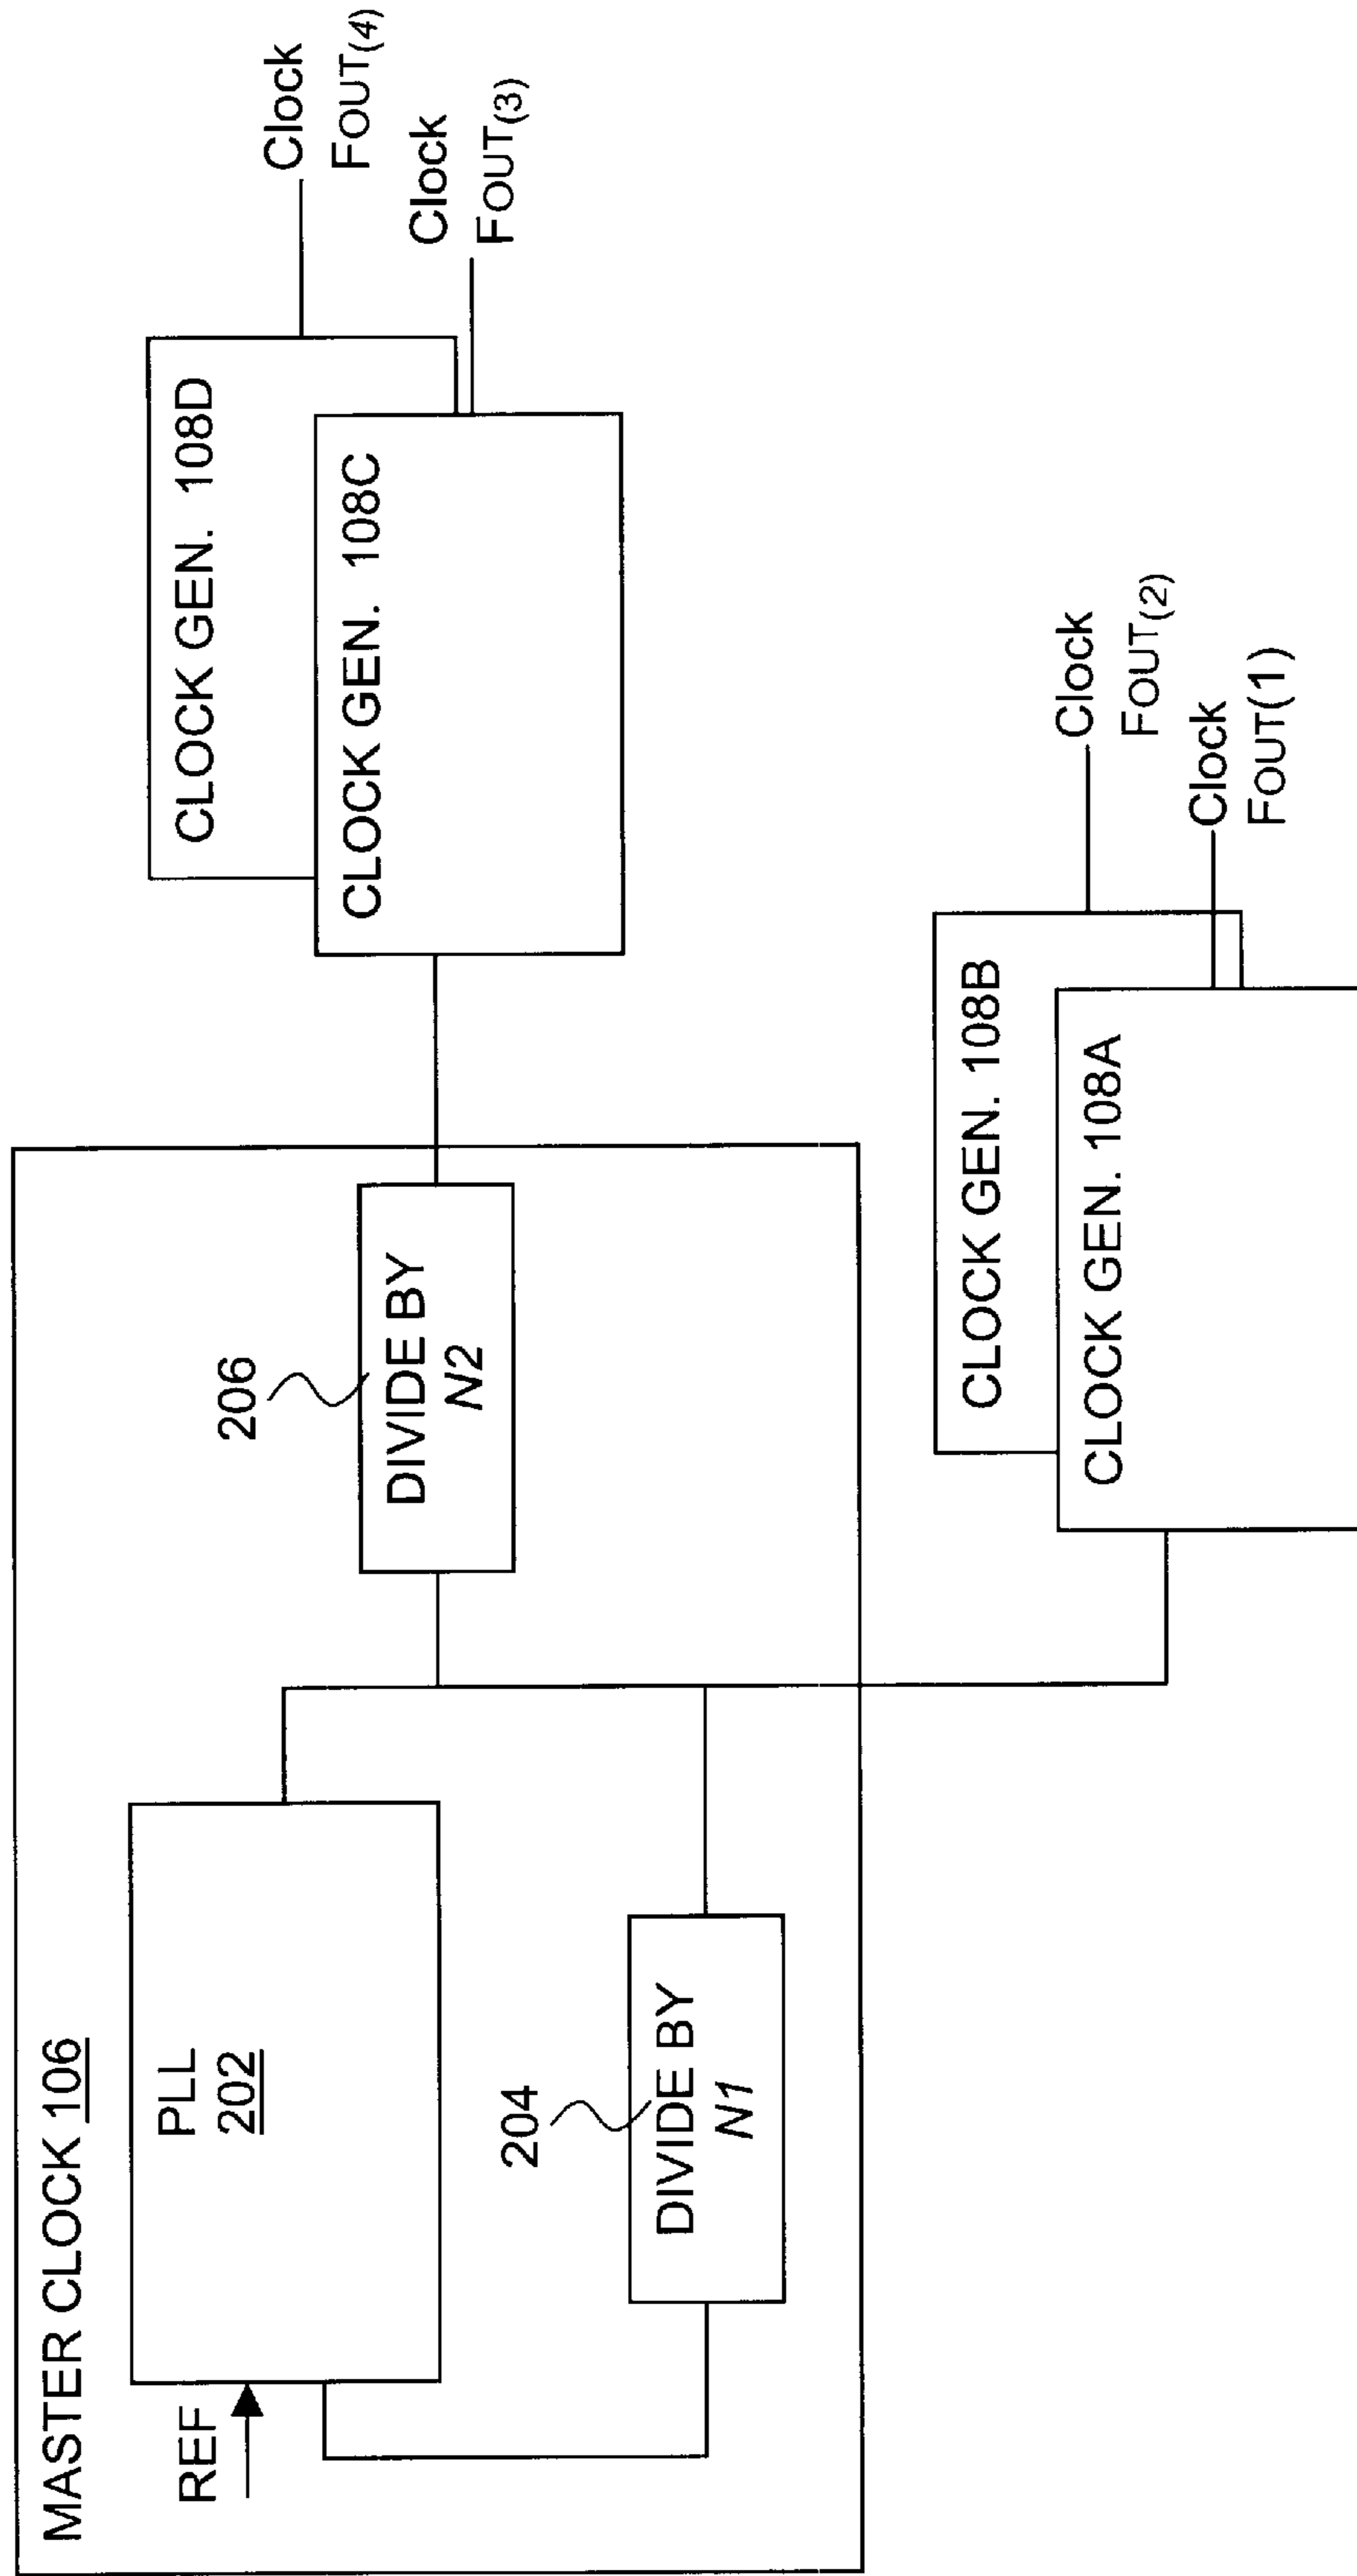 MASTER CLOCK 106
REF
PLL
202
204
DIVIDE BY
N1
206
DIVIDE BY
N2
CLOCK GEN. 108D
CLOCK GEN. 108C
Clock
FOUT(4)
Clock
FOUT(3)
CLOCK GEN. 108B
CLOCK GEN. 108A
Clock
FOUT(2)
Clock
FOUT(1)